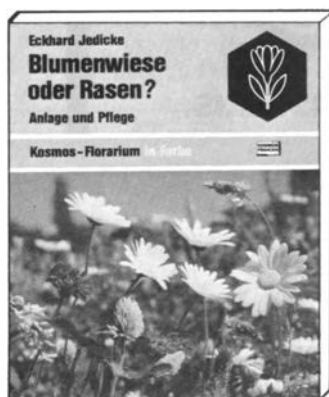 Eckhard Jedicke
Blumenwiese
oder Rasen?
Anlage und Pflege
Kosmos-Florarium in Farbe